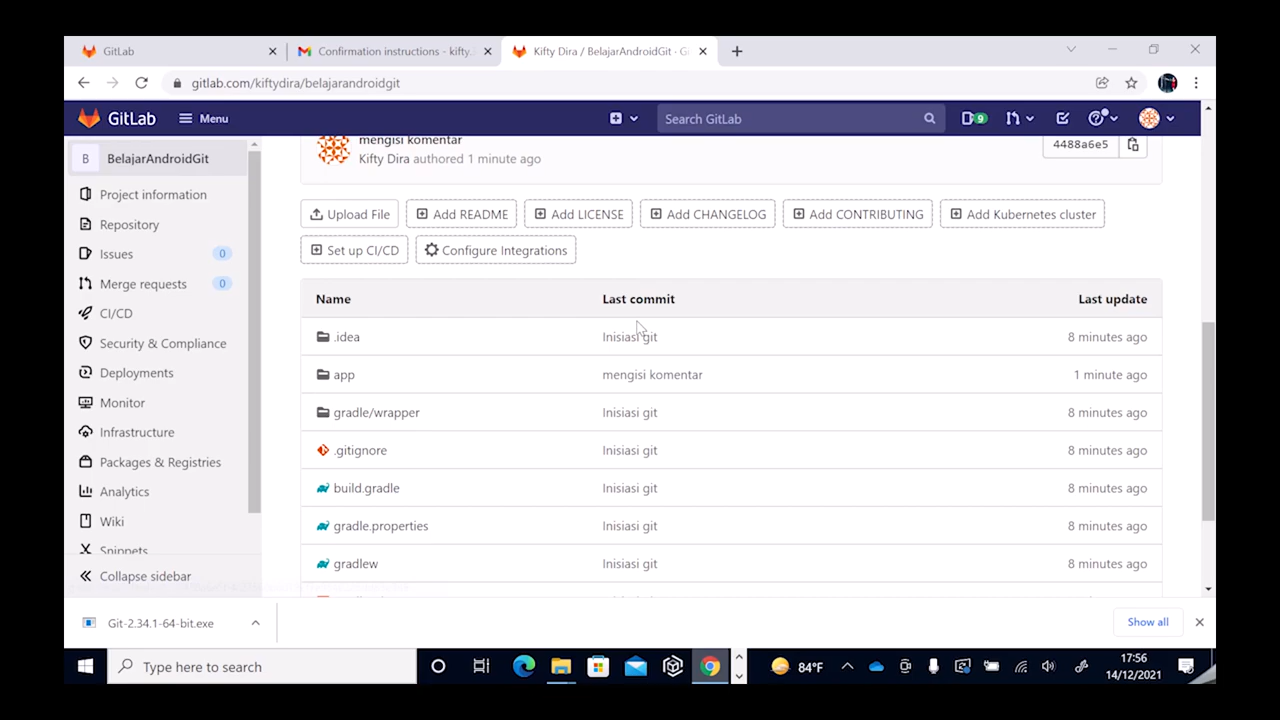 GitLab
Confirmation instructions - kifty.
Kifty Dira / BelajarAndroidGit - G
gitlab.com/kiftydira/belajarandroidgit
GitLab
Menu
Search GitLab
9
B BelajarAndroidGit
Project information
Repository
Issues 0
Merge requests 0
CI/CD
Security & Compliance
Deployments
Monitor
Infrastructure
Packages & Registries
Analytics
Wiki
Snippets
Collapse sidebar
mengisi komentar
Kifty Dira authored 1 minute ago
4488a6e5
Upload File Add README Add LICENSE Add CHANGELOG Add CONTRIBUTING Add Kubernetes cluster
Set up CI/CD Configure Integrations
Name Last commit Last update
.idea Inisiasi git 8 minutes ago
app mengisi komentar 1 minute ago
gradle/wrapper Inisiasi git 8 minutes ago
.gitignore Inisiasi git 8 minutes ago
build.gradle Inisiasi git 8 minutes ago
gradle.properties Inisiasi git 8 minutes ago
gradlew Inisiasi git 8 minutes ago
Git-2.34.1-64-bit.exe
Show all
Type here to search
84°F
17:56
14/12/2021